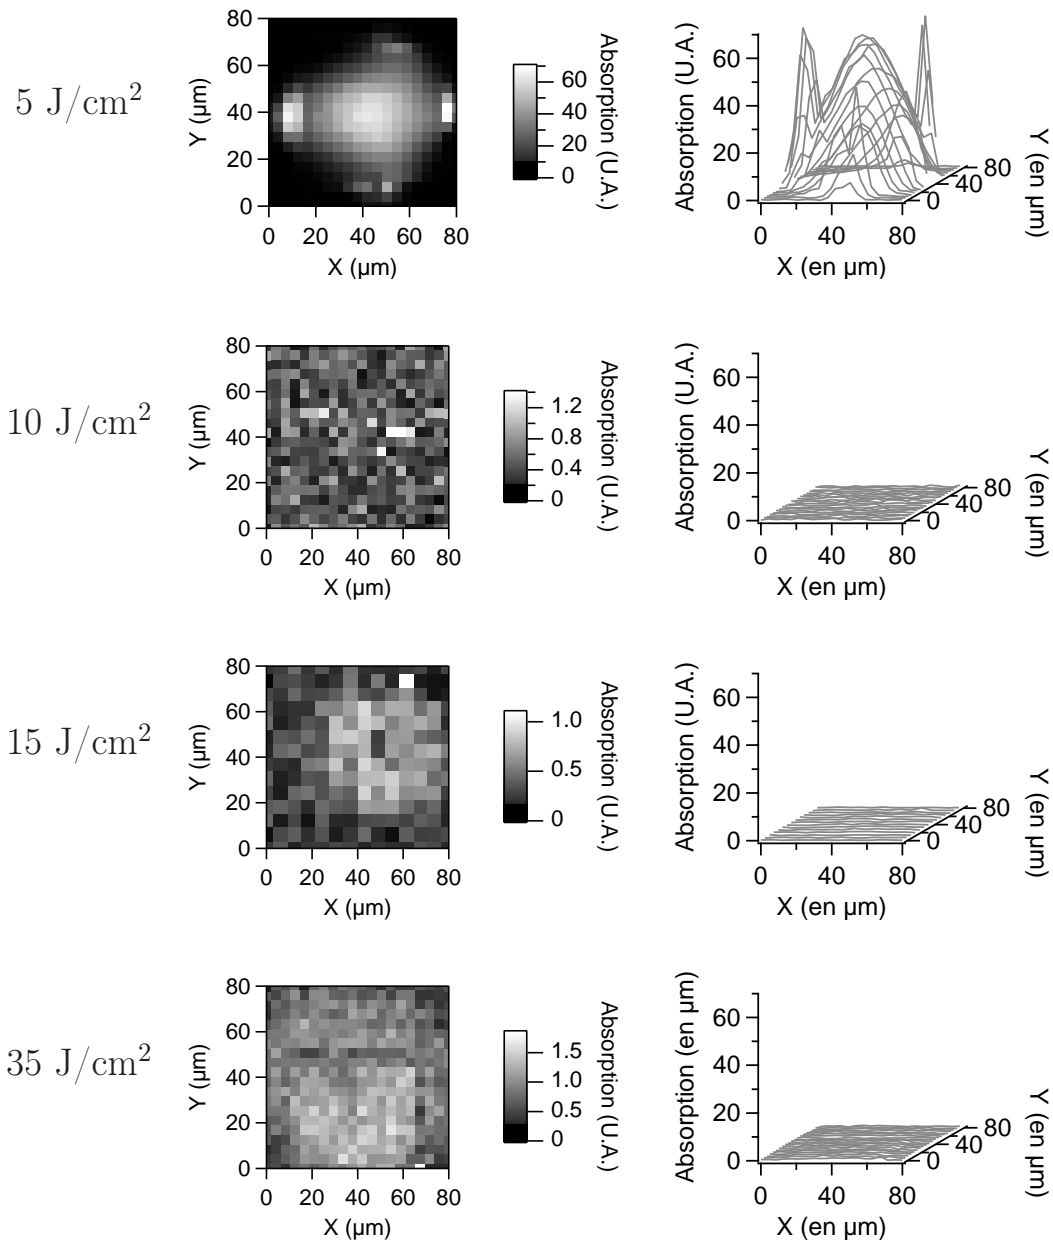 5 J/cm²
80
60
40
20
0
Y (µm)
0 20 40 60 80
X (µm)
60
40
20
0
Absorption (U.A.)
Absorption (U.A.)
60
40
20
0
0 40 80
X (en µm)
0 40 80
Y (en µm)
10 J/cm²
80
60
40
20
0
Y (µm)
0 20 40 60 80
X (µm)
1.2
0.8
0.4
0
Absorption (U.A.)
Absorption (U.A.)
60
40
20
0
0 40 80
X (en µm)
0 40 80
Y (en µm)
15 J/cm²
80
60
40
20
0
Y (µm)
0 20 40 60 80
X (µm)
1.0
0.5
0
Absorption (U.A.)
Absorption (U.A.)
60
40
20
0
0 40 80
X (en µm)
0 40 80
Y (en µm)
35 J/cm²
80
60
40
20
0
Y (µm)
0 20 40 60 80
X (µm)
1.5
1.0
0.5
0
Absorption (U.A.)
Absorption (en µm)
60
40
20
0
0 40 80
X (en µm)
0 40 80
Y (en µm)